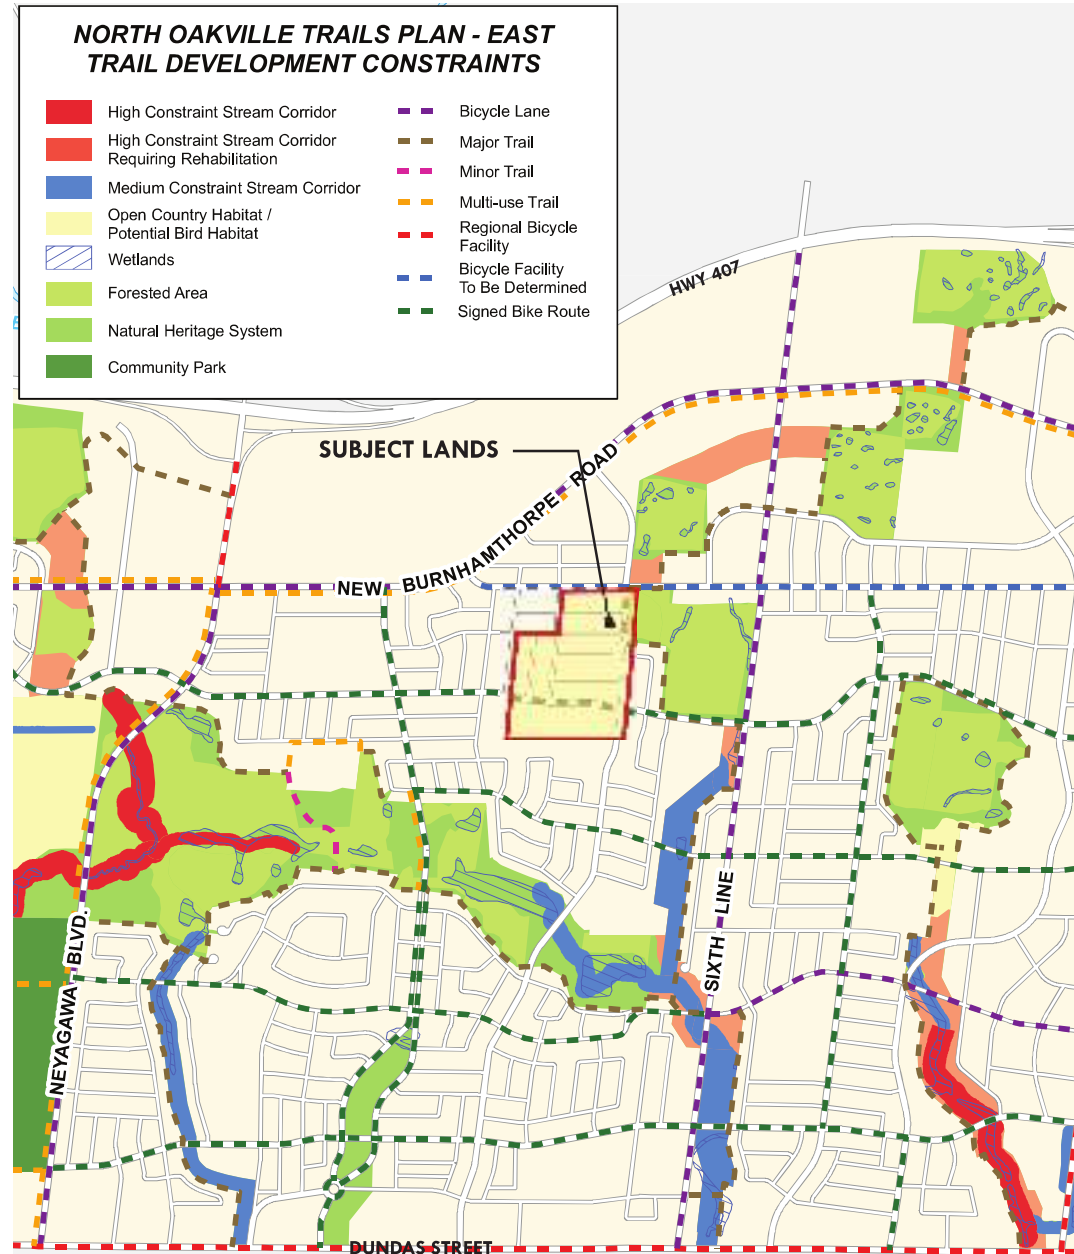 NORTH OAKVILLE TRAILS PLAN - EAST
TRAIL DEVELOPMENT CONSTRAINTS
High Constraint Stream Corridor
High Constraint Stream Corridor
Requiring Rehabilitation
Medium Constraint Stream Corridor
Open Country Habitat /
Potential Bird Habitat
Wetlands
Forested Area
Natural Heritage System
Community Park
Bicycle Lane
Major Trail
Minor Trail
Multi-use Trail
Regional Bicycle
Facility
Bicycle Facility
To Be Determined
Signed Bike Route
HWY 407
SUBJECT LANDS
NEW BURNHAMTHORPE ROAD
SIXTH LINE
NEYAGAWA BLVD.
DUNDAS STREET